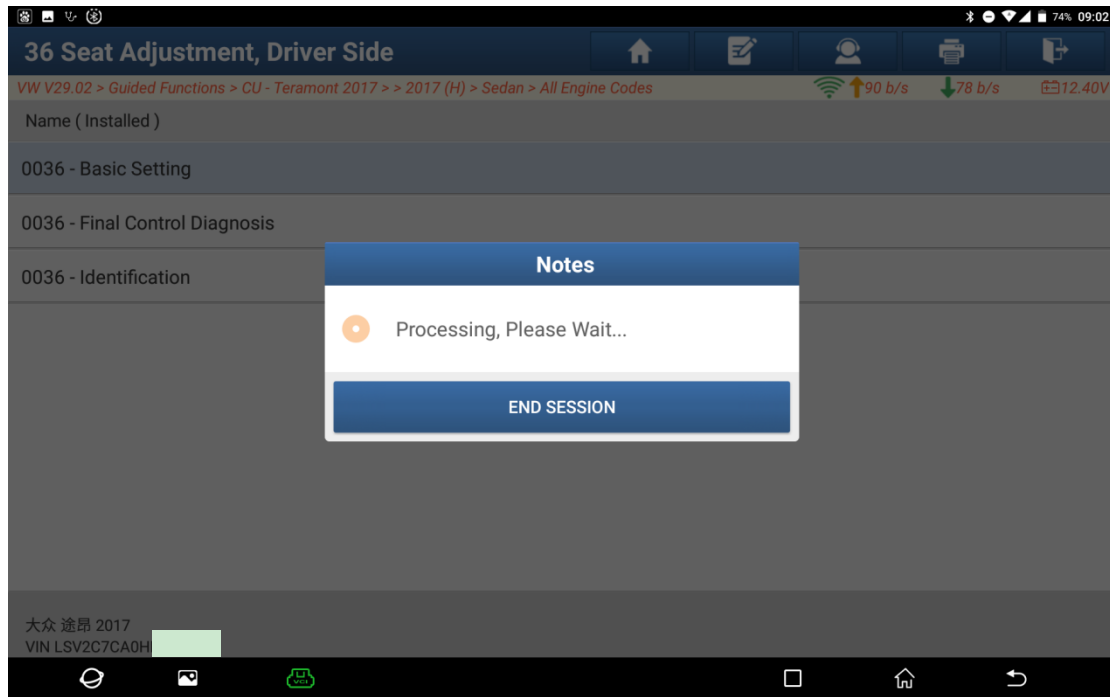 74% 09:02
36 Seat Adjustment, Driver Side
VW V29.02 > Guided Functions > CU - Teramont 2017 > > 2017 (H) > Sedan > All Engine Codes
90 b/s 78 b/s 12.40V
Name ( Installed )
0036 - Basic Setting
0036 - Final Control Diagnosis
0036 - Identification
Notes
Processing, Please Wait...
END SESSION
大众 途昂 2017
VIN LSV2C7CA0H
VCI